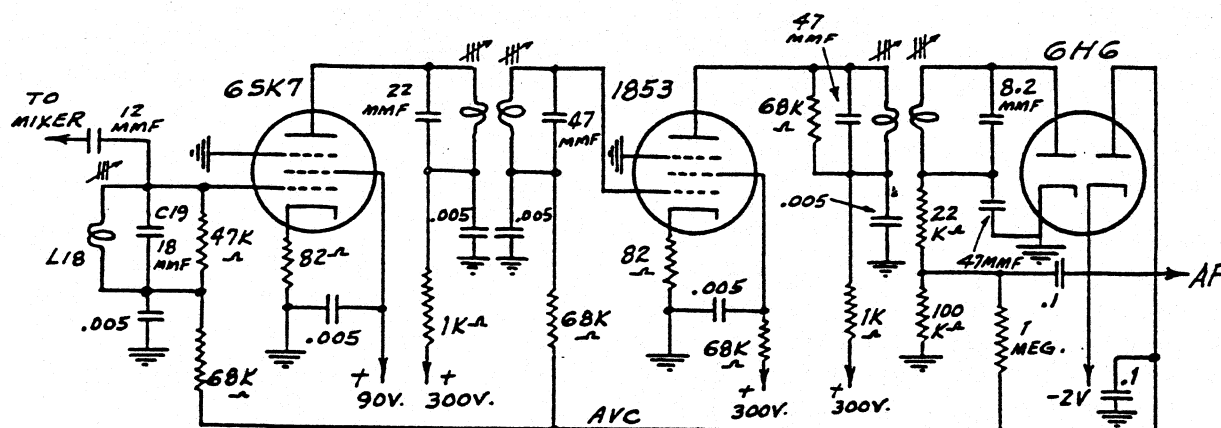 TO
MIXER
12
MMF
L18
C19
18
MMF
47K
Ω
.005
68K
Ω
6SK7
82Ω
.005
+
90V.
22
MMF
.005
1KΩ
+
300V.
.005
47
MMF
68K
Ω
AVC
1853
82
Ω
.005
68K
Ω
+
300V.
68K
Ω
47
MMF
.005
1K
Ω
+
300V.
22
KΩ
100
KΩ
8.2
MMF
47MMF
6H6
.1
1
MEG.
-2V
.1
AF